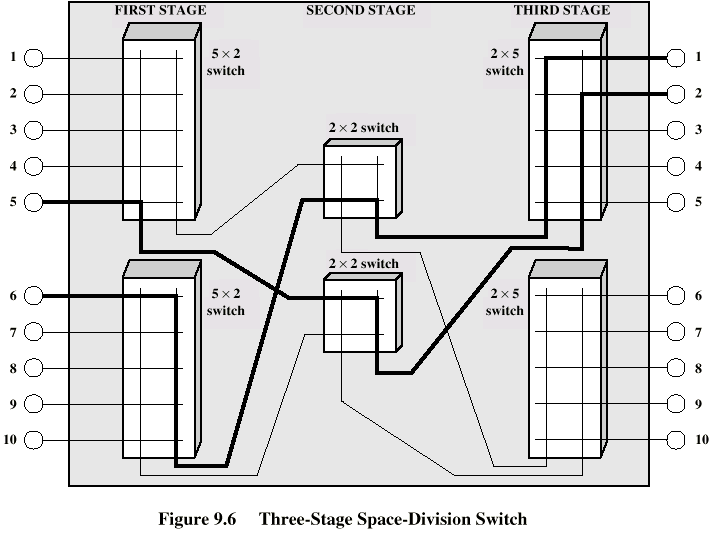 FIRST STAGE SECOND STAGE THIRD STAGE
5 × 2 switch
2 × 5 switch
1
2
3
4
5
1
2
3
4
5
2 × 2 switch
2 × 2 switch
5 × 2 switch
2 × 5 switch
6
7
8
9
10
6
7
8
9
10
Figure 9.6 Three-Stage Space-Division Switch